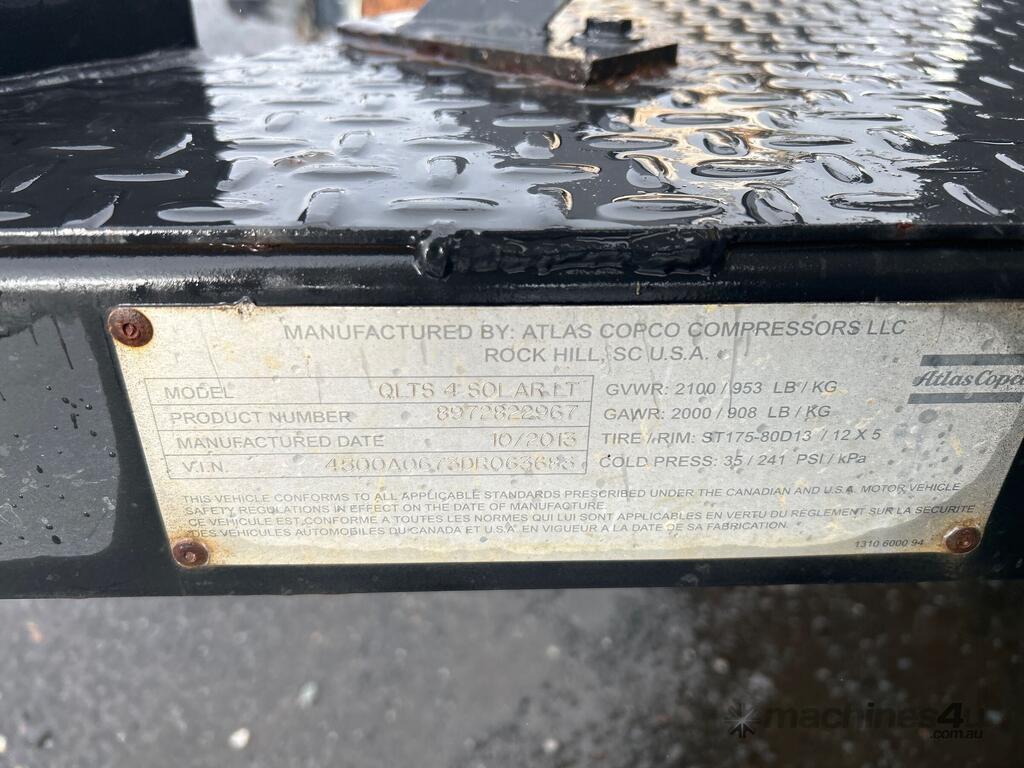 MANUFACTURED BY: ATLAS COPCO COMPRESSORS LLC
ROCK HILL, SC U.S.A.
Atlas Copco
MODEL QLTS 4 SOLAR LT
PRODUCT NUMBER 8972822967
MANUFACTURED DATE 10/2013
V.I.N.
GVWR: 2100 / 953 LB / KG
GAWR: 2000 / 908 LB / KG
TIRE / RIM: ST175-80D13 / 12 X 5
COLD PRESS: 35 / 241 PSI / kPa
THIS VEHICLE CONFORMS TO ALL APPLICABLE STANDARDS PRESCRIBED UNDER THE CANADIAN AND U.S.A. MOTOR VEHICLE
SAFETY REGULATIONS IN EFFECT ON THE DATE OF MANUFACTURE.
CE VEHICULE EST CONFORME A TOUTES LES NORMES QUI LUI SONT APPLICABLES EN VERTU DU REGLEMENT SUR LA SECURITE
DES VEHICULES AUTOMOBILES DU CANADA ET U.S.A. EN VIGUEUR A LA DATE DE SA FABRICATION.
1310 6000 94
machines4u
.com.au